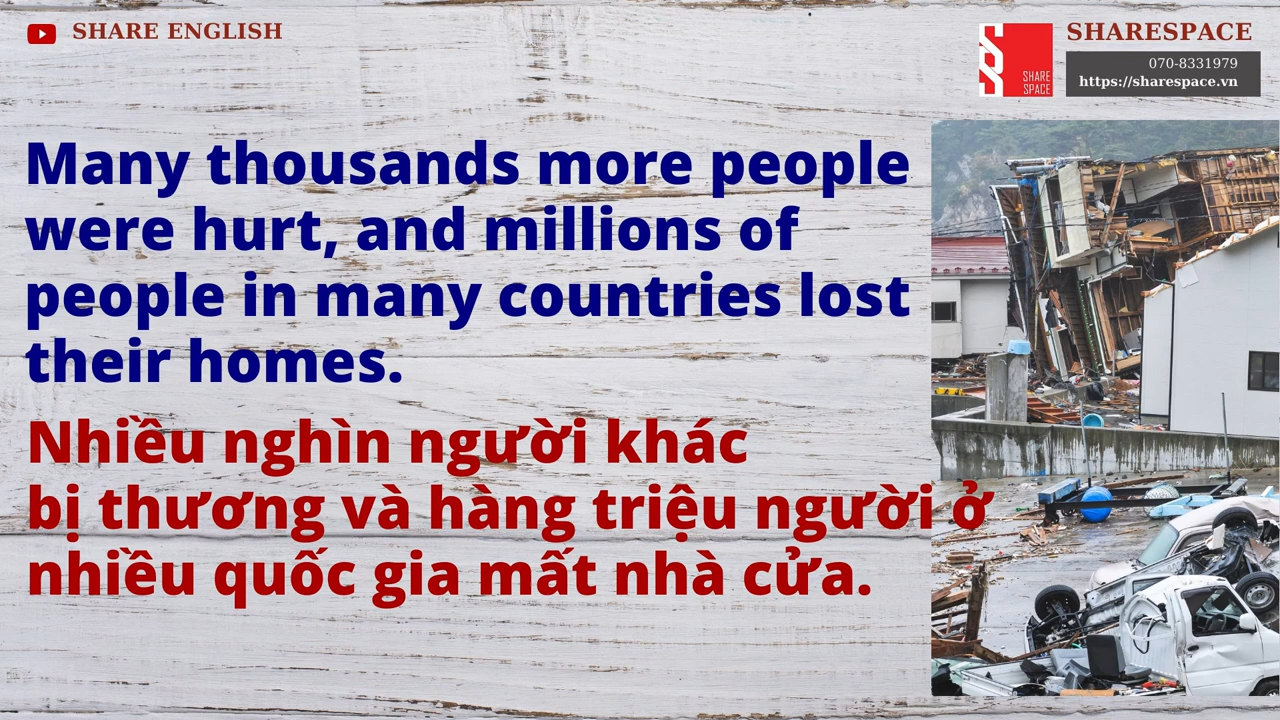 SHARE ENGLISH
SHARE
SPACE
SHARESPACE
070-8331979
https://sharespace.vn
Many thousands more people
were hurt, and millions of
people in many countries lost
their homes.
Nhiều nghìn người khác
bị thương và hàng triệu người ở
nhiều quốc gia mất nhà cửa.